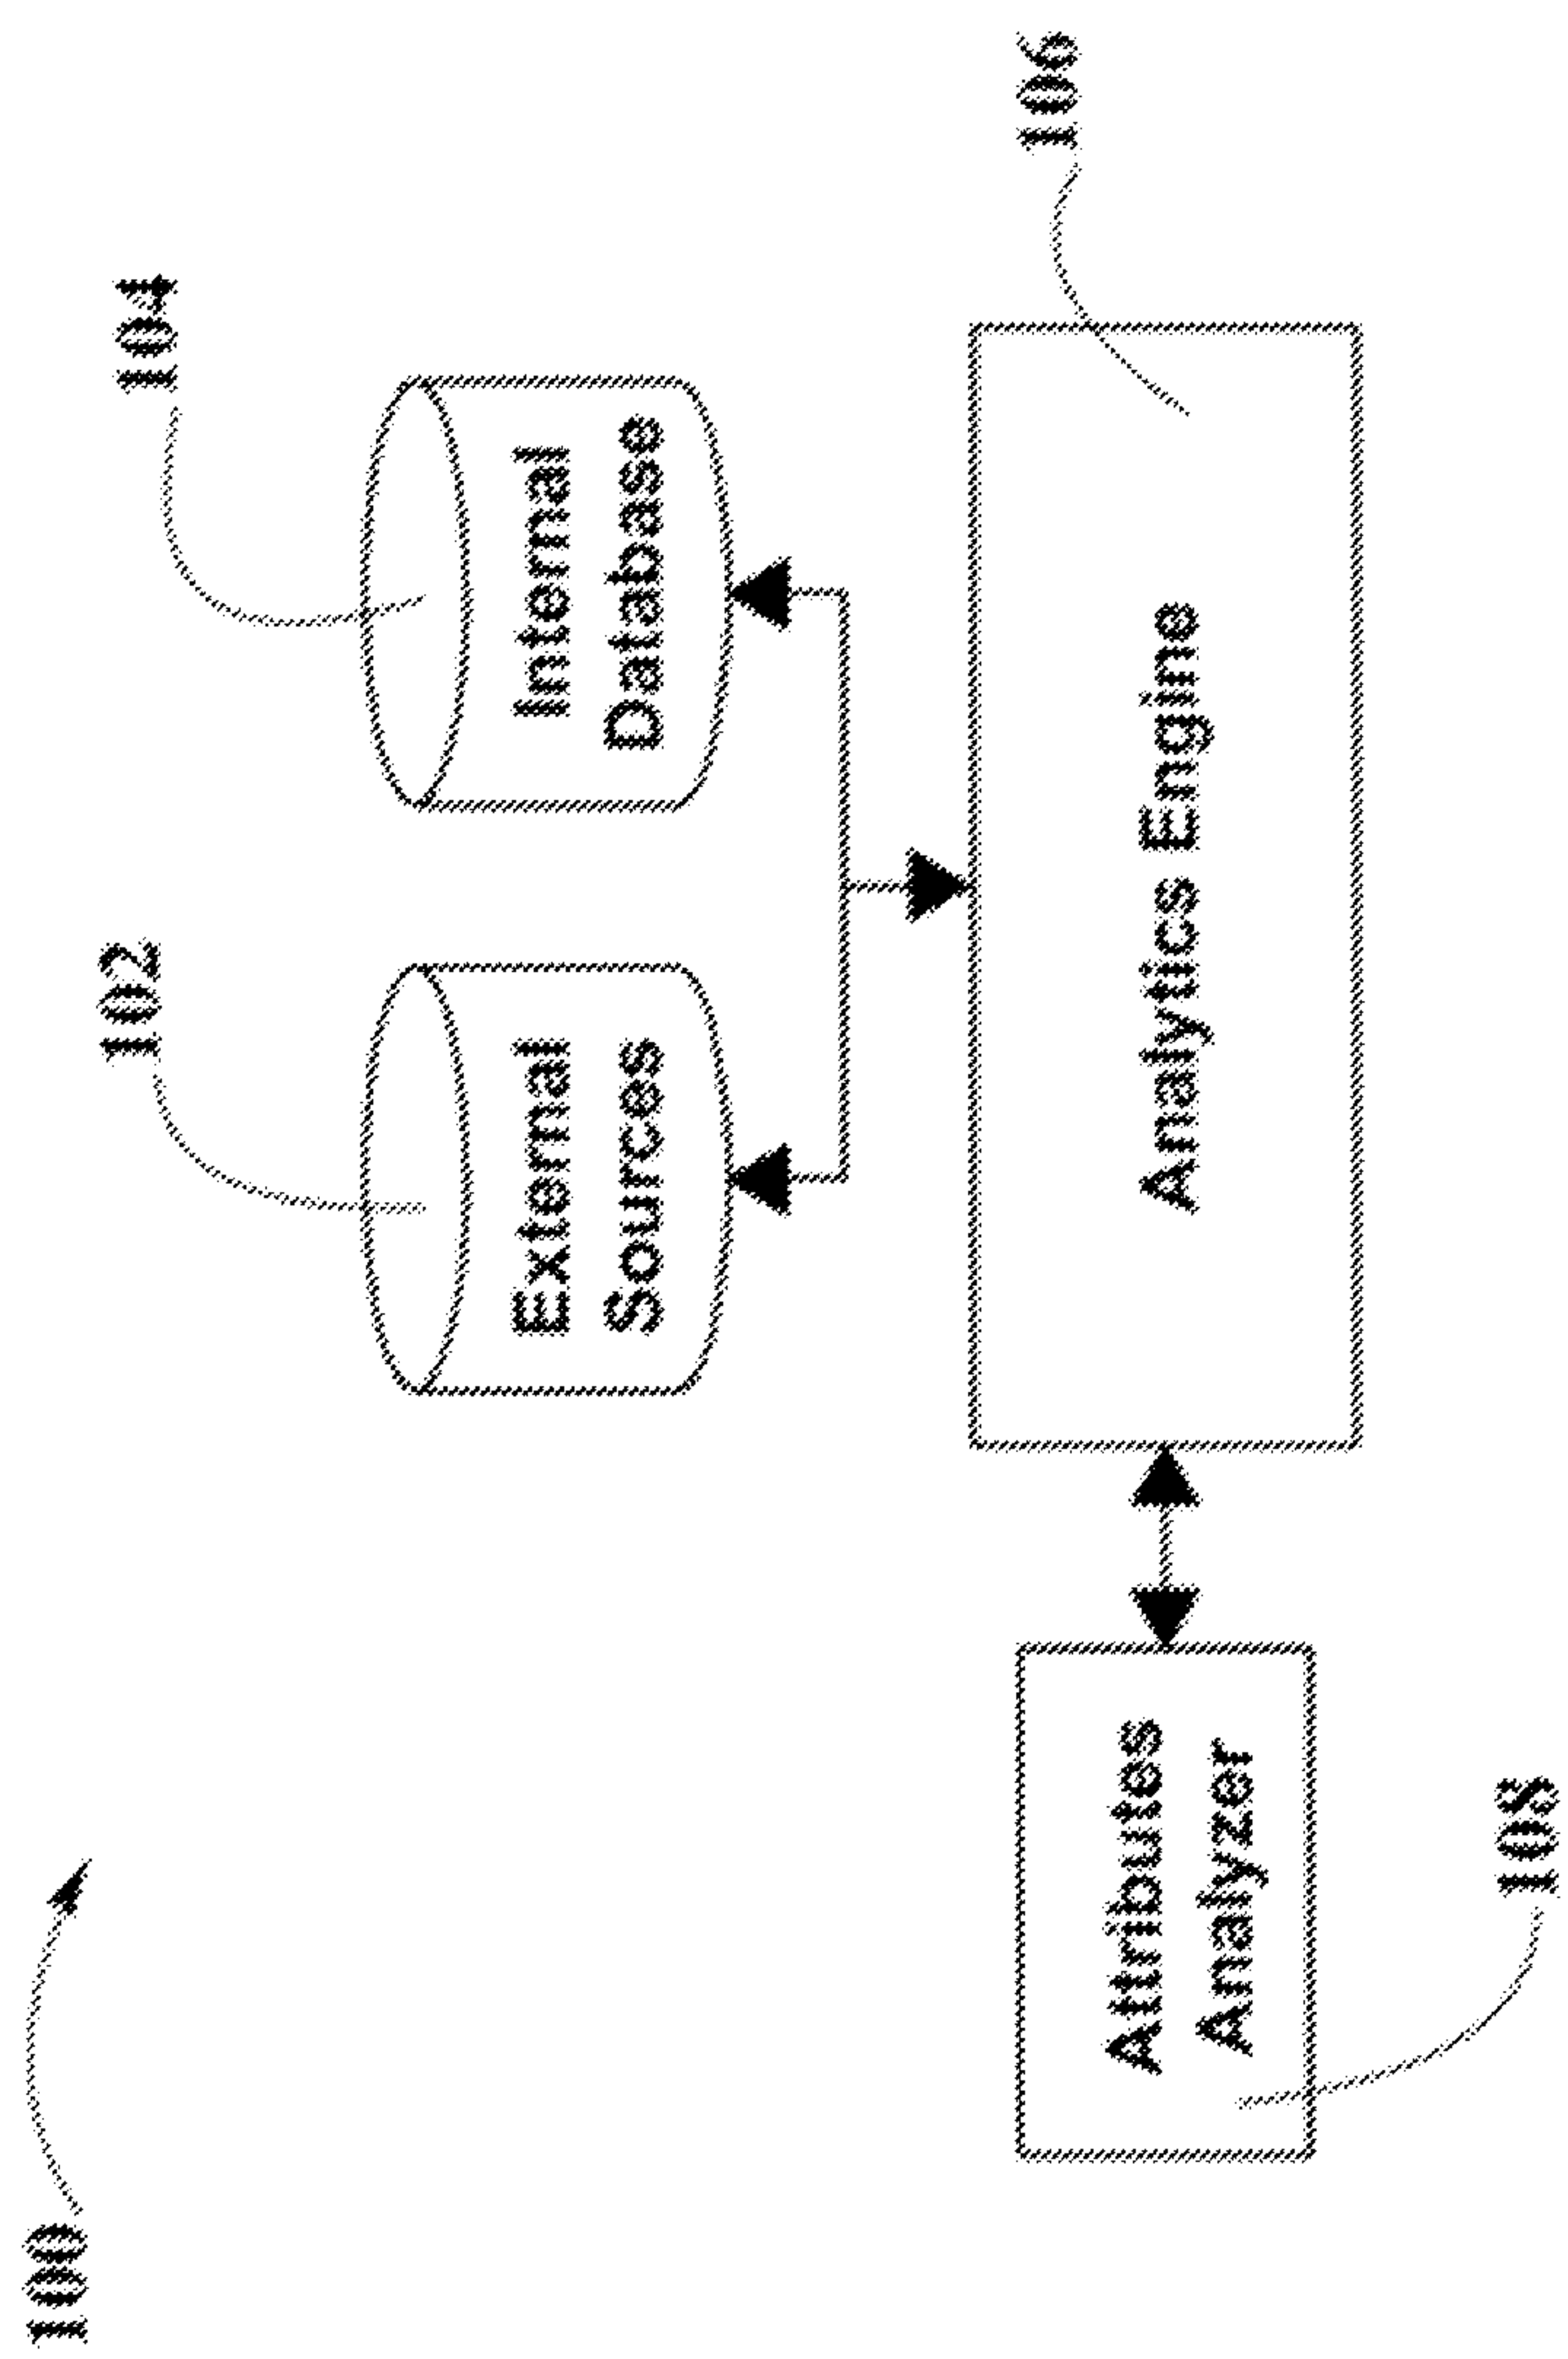 100
102
104
External
Sources
Internal
Database
106
Attributes
Analyzer
Analytics Engine
108